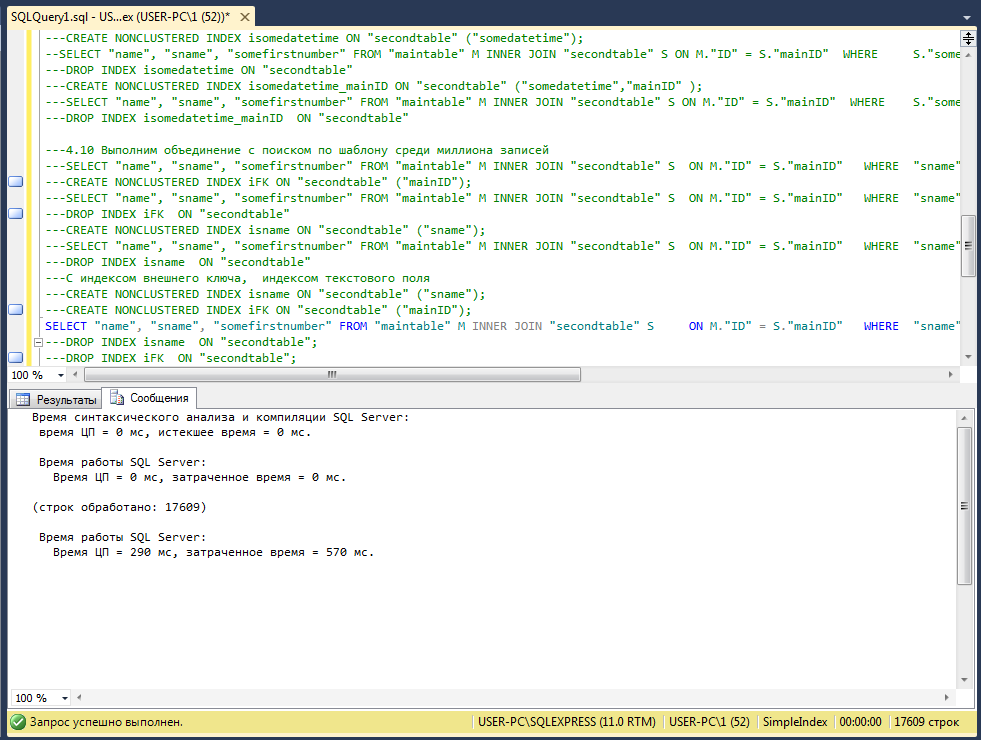 SQLQuery1.sql - US...ex (USER-PC\1 (52))*
---CREATE NONCLUSTERED INDEX isomedatetime ON "secondtable" ("somedatetime");
--SELECT "name", "sname", "somefirstnumber" FROM "maintable" M INNER JOIN "secondtable" S ON M."ID" = S."mainID" WHERE S."some
---DROP INDEX isomedatetime ON "secondtable"
---CREATE NONCLUSTERED INDEX isomedatetime_mainID ON "secondtable" ("somedatetime","mainID" );
---SELECT "name", "sname", "somefirstnumber" FROM "maintable" M INNER JOIN "secondtable" S ON M."ID" = S."mainID" WHERE S."some
---DROP INDEX isomedatetime_mainID ON "secondtable"
---4.10 Выполним объединение с поиском по шаблону среди миллиона записей
---SELECT "name", "sname", "somefirstnumber" FROM "maintable" M INNER JOIN "secondtable" S ON M."ID" = S."mainID" WHERE "sname"
---CREATE NONCLUSTERED INDEX iFK ON "secondtable" ("mainID");
---SELECT "name", "sname", "somefirstnumber" FROM "maintable" M INNER JOIN "secondtable" S ON M."ID" = S."mainID" WHERE "sname"
---DROP INDEX iFK ON "secondtable"
---CREATE NONCLUSTERED INDEX isname ON "secondtable" ("sname");
---SELECT "name", "sname", "somefirstnumber" FROM "maintable" M INNER JOIN "secondtable" S ON M."ID" = S."mainID" WHERE "sname"
---DROP INDEX isname ON "secondtable"
---С индексом внешнего ключа, индексом текстового поля
---CREATE NONCLUSTERED INDEX isname ON "secondtable" ("sname");
---CREATE NONCLUSTERED INDEX iFK ON "secondtable" ("mainID");
SELECT "name", "sname", "somefirstnumber" FROM "maintable" M INNER JOIN "secondtable" S ON M."ID" = S."mainID" WHERE "sname"
---DROP INDEX isname ON "secondtable";
---DROP INDEX iFK ON "secondtable";
100 %
Результаты
Сообщения
Время синтаксического анализа и компиляции SQL Server:
время ЦП = 0 мс, истекшее время = 0 мс.
Время работы SQL Server:
Время ЦП = 0 мс, затраченное время = 0 мс.
(строк обработано: 17609)
Время работы SQL Server:
Время ЦП = 290 мс, затраченное время = 570 мс.
100 %
Запрос успешно выполнен.
USER-PC\SQLEXPRESS (11.0 RTM)
USER-PC\1 (52)
SimpleIndex
00:00:00
17609 строк